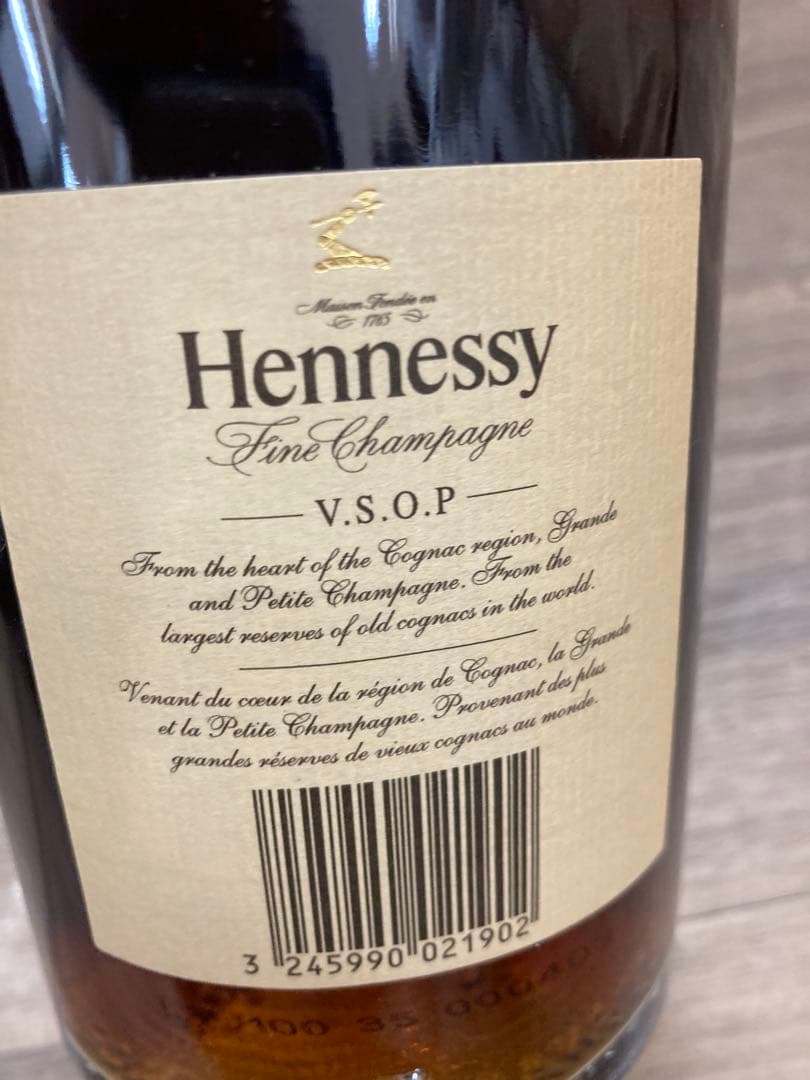 Maison Fondée en
1765
Hennessy
Fine Champagne
V.S.O.P
From the heart of the Cognac region, Grande
and Petite Champagne. From the
largest reserves of old cognacs in the world.
Venant du cœur de la région de Cognac, la Grande
et la Petite Champagne. Provenant des plus
grandes réserves de vieux cognacs au monde.
3 245990 021902